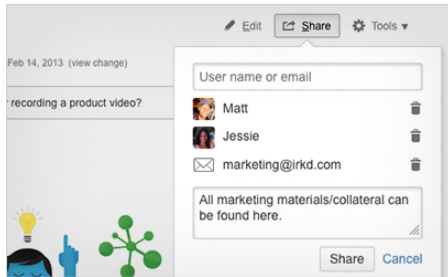 Edit Share Tools
Feb 14, 2013 (view change)
User name or email
r recording a product video?
Matt
Jessie
marketing@irkd.com
All marketing materials/collateral can
be found here.
Share Cancel